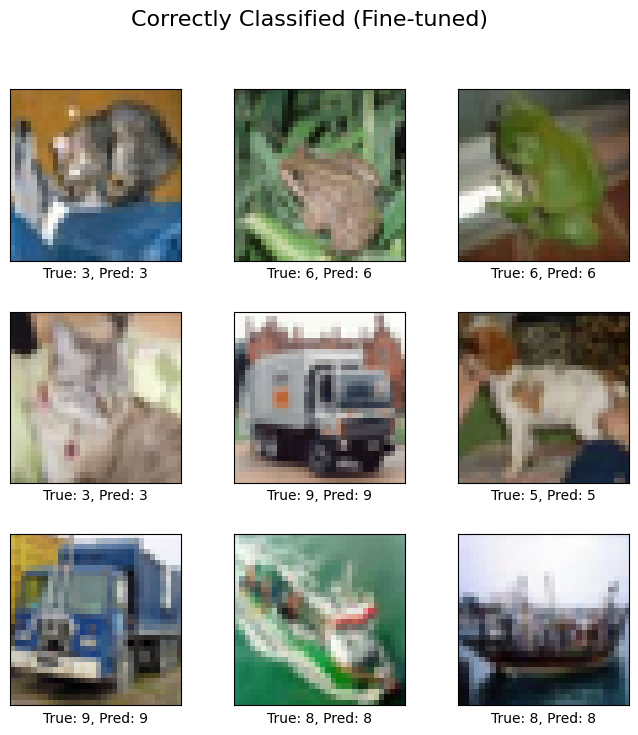 Correctly Classified (Fine-tuned)
True: 3, Pred: 3
True: 6, Pred: 6
True: 6, Pred: 6
True: 3, Pred: 3
True: 9, Pred: 9
True: 5, Pred: 5
True: 9, Pred: 9
True: 8, Pred: 8
True: 8, Pred: 8